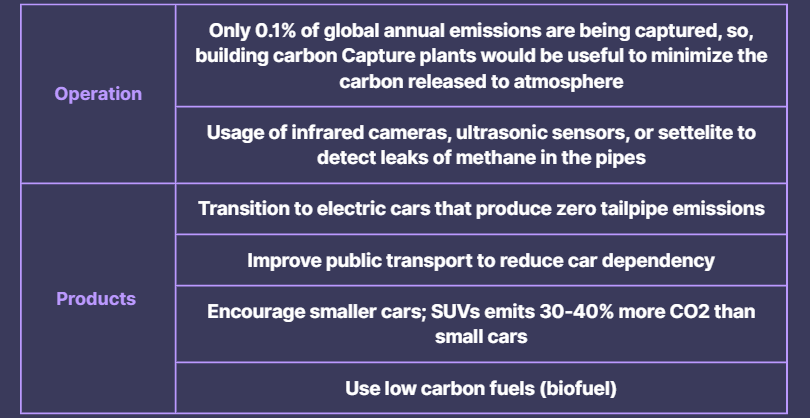 Operation
Only 0.1% of global annual emissions are being captured, so,
building carbon Capture plants would be useful to minimize the
carbon released to atmosphere
Usage of infrared cameras, ultrasonic sensors, or settelite to
detect leaks of methane in the pipes
Products
Transition to electric cars that produce zero tailpipe emissions
Improve public transport to reduce car dependency
Encourage smaller cars; SUVs emits 30-40% more CO2 than
small cars
Use low carbon fuels (biofuel)